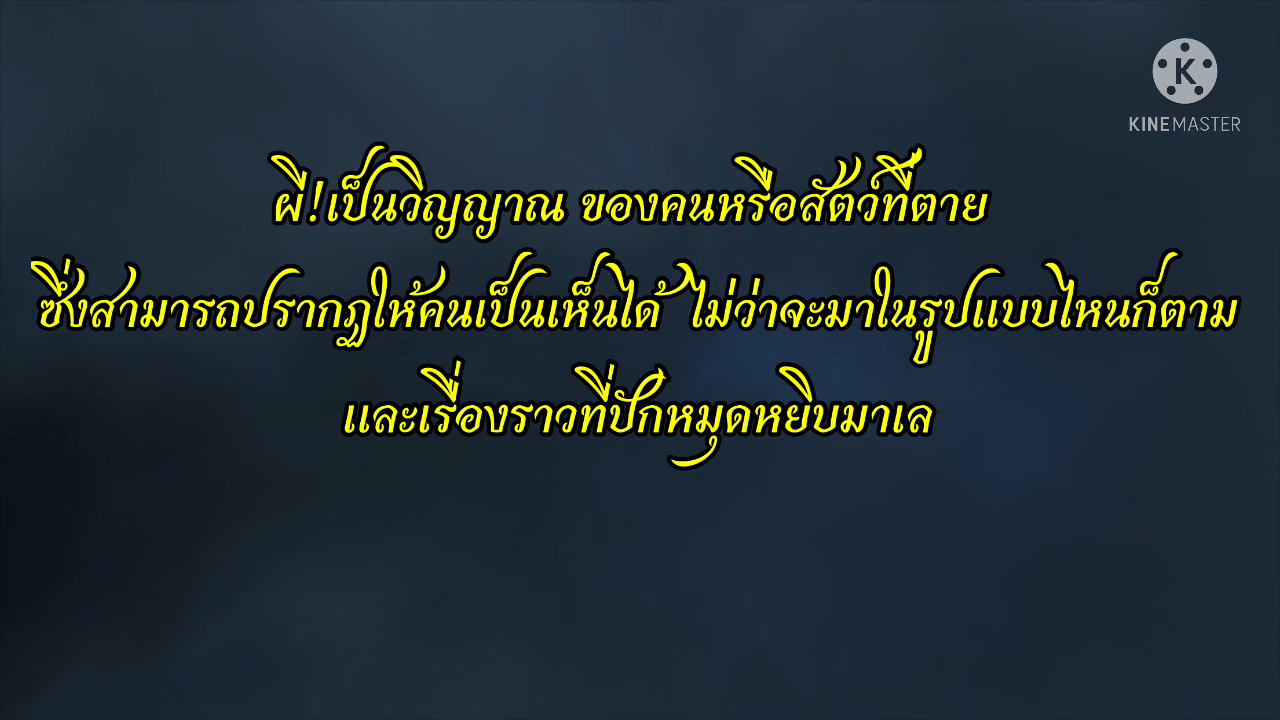 KINEMASTER
ผี!เป็นวิญญาณ ของคนหรือสัตว์ที่ตาย
ซึ่งสามารถปรากฏให้คนเป็นเห็นได้ ไม่ว่าจะมาในรูปแบบไหนก็ตาม
และเรื่องราวที่ปักหมุดหยิบมาเล